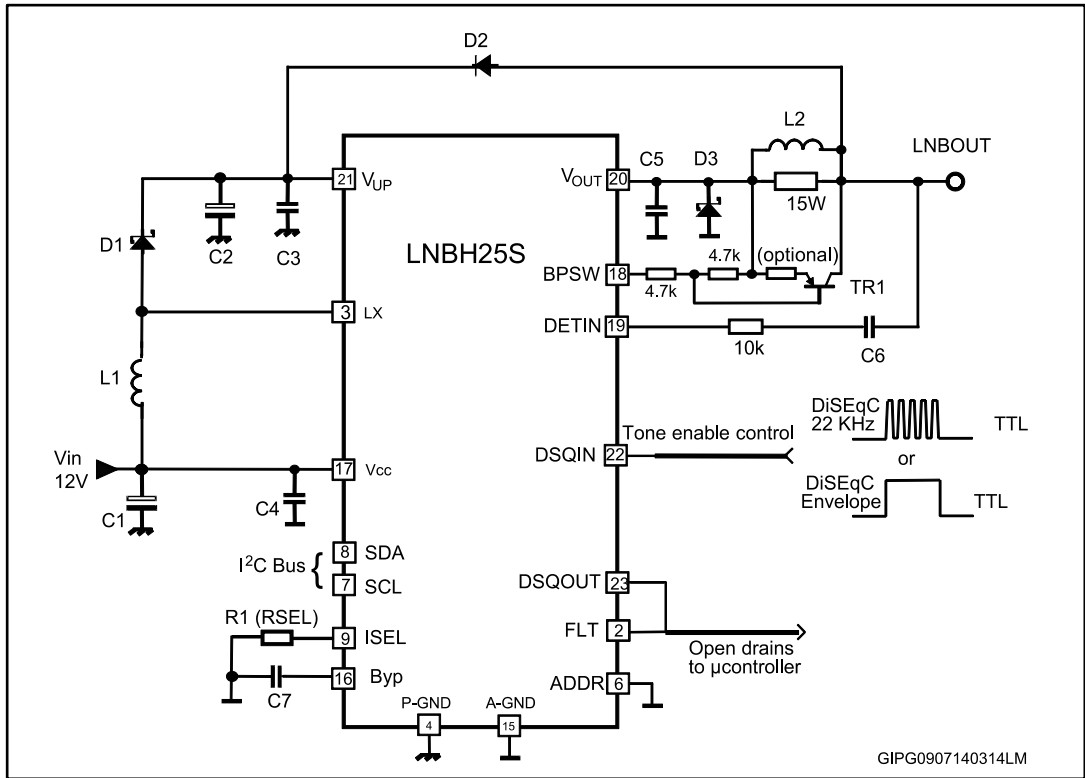 D2
L2
LNBOUT
C5
D3
21 VUP
VOUT 20
15W
D1
C2
C3
LNBH25S
4.7k
(optional)
BPSW 18
4.7k
TR1
3 LX
DETIN 19
10k
C6
L1
DiSEqC
22 KHz
TTL
Tone enable control
or
DSQIN 22
Vin
12V
17 Vcc
DiSEqC
Envelope
TTL
C1
C4
8 SDA
I²C Bus {
7 SCL
DSQOUT 23
R1 (RSEL)
9 ISEL
FLT 2
Open drains
to µcontroller
16 Byp
ADDR 6
C7
P-GND
A-GND
4
15
GIPG0907140314LM